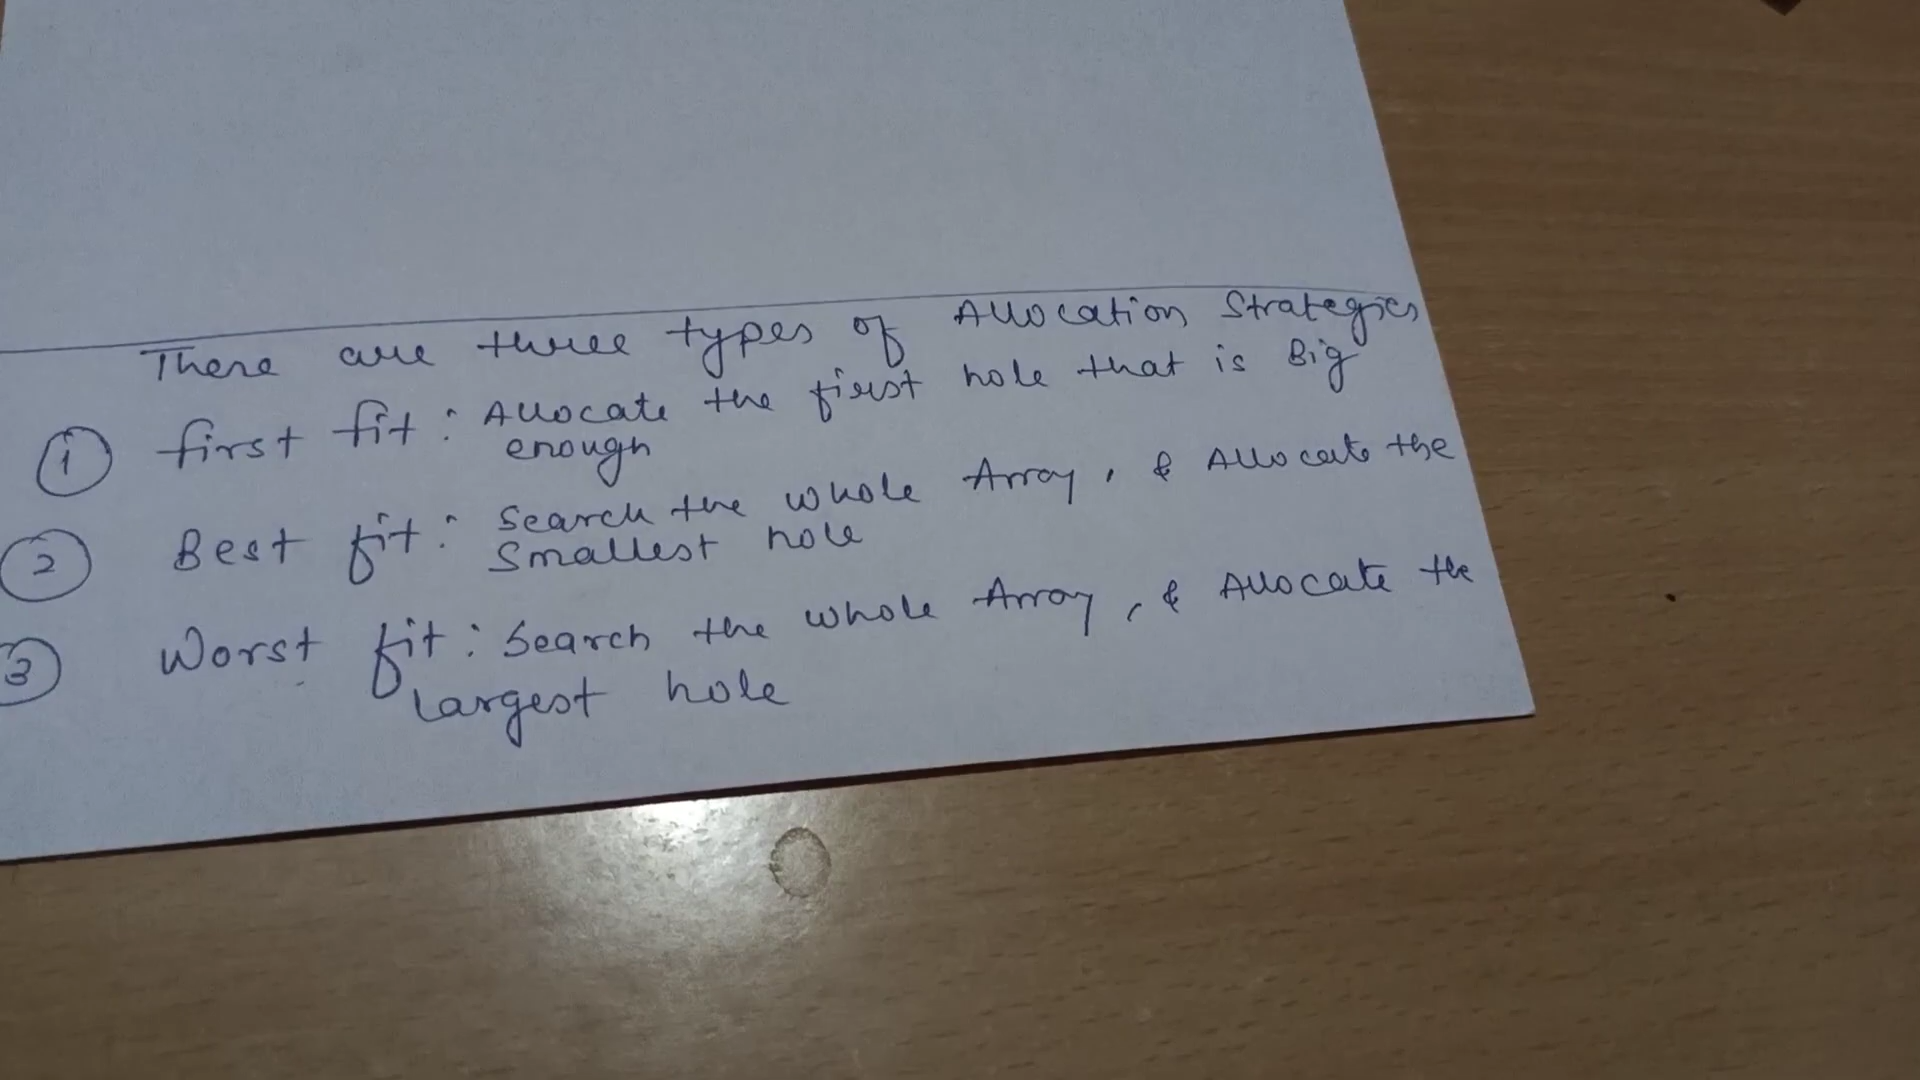 There are three types of Allocation Strategies
① first fit : Allocate the first hole that is Big
enough
② Best fit : Search the whole Array, & Allocate the
Smallest hole
③ Worst fit : Search the whole Array, & Allocate the
largest hole